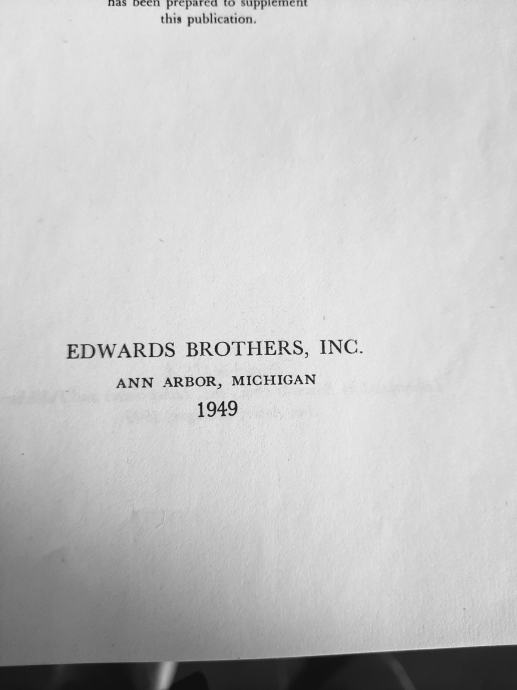 has been prepared to supplement
this publication.
EDWARDS BROTHERS, INC.
ANN ARBOR, MICHIGAN
1949